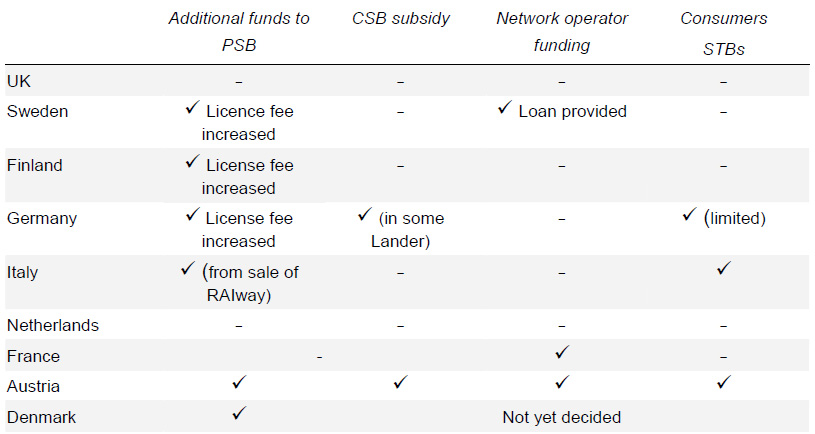 Additional funds to PSB CSB subsidy Network operator funding Consumers STBs
UK – – – –
Sweden ✓ Licence fee increased – ✓ Loan provided –
Finland ✓ License fee increased – – –
Germany ✓ License fee increased ✓ (in some Lander) – ✓ (limited)
Italy ✓ (from sale of RAIway) – – ✓
Netherlands – – – –
France - ✓ –
Austria ✓ ✓ ✓ ✓
Denmark ✓ Not yet decided